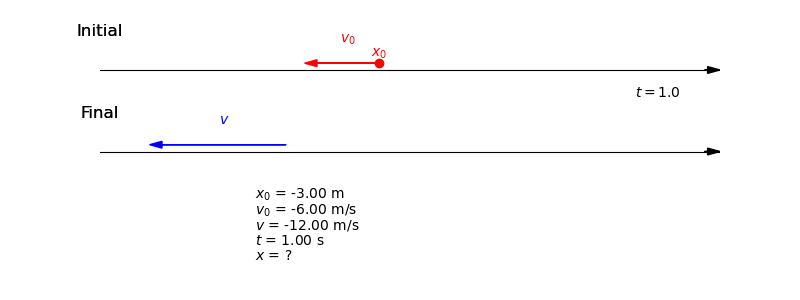 Initial
v₀
x₀
t = 1.0
Final
v
x₀ = -3.00 m
v₀ = -6.00 m/s
v = -12.00 m/s
t = 1.00 s
x = ?